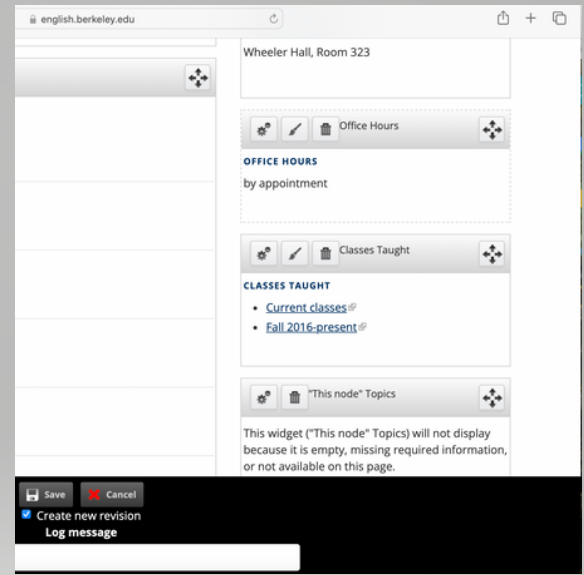 english.berkeley.edu
Wheeler Hall, Room 323
Office Hours
OFFICE HOURS
by appointment
Classes Taught
CLASSES TAUGHT
Current classes
Fall 2016-present
"This node" Topics
This widget ("This node" Topics) will not display
because it is empty, missing required information,
or not available on this page.
Save Cancel
Create new revision
Log message